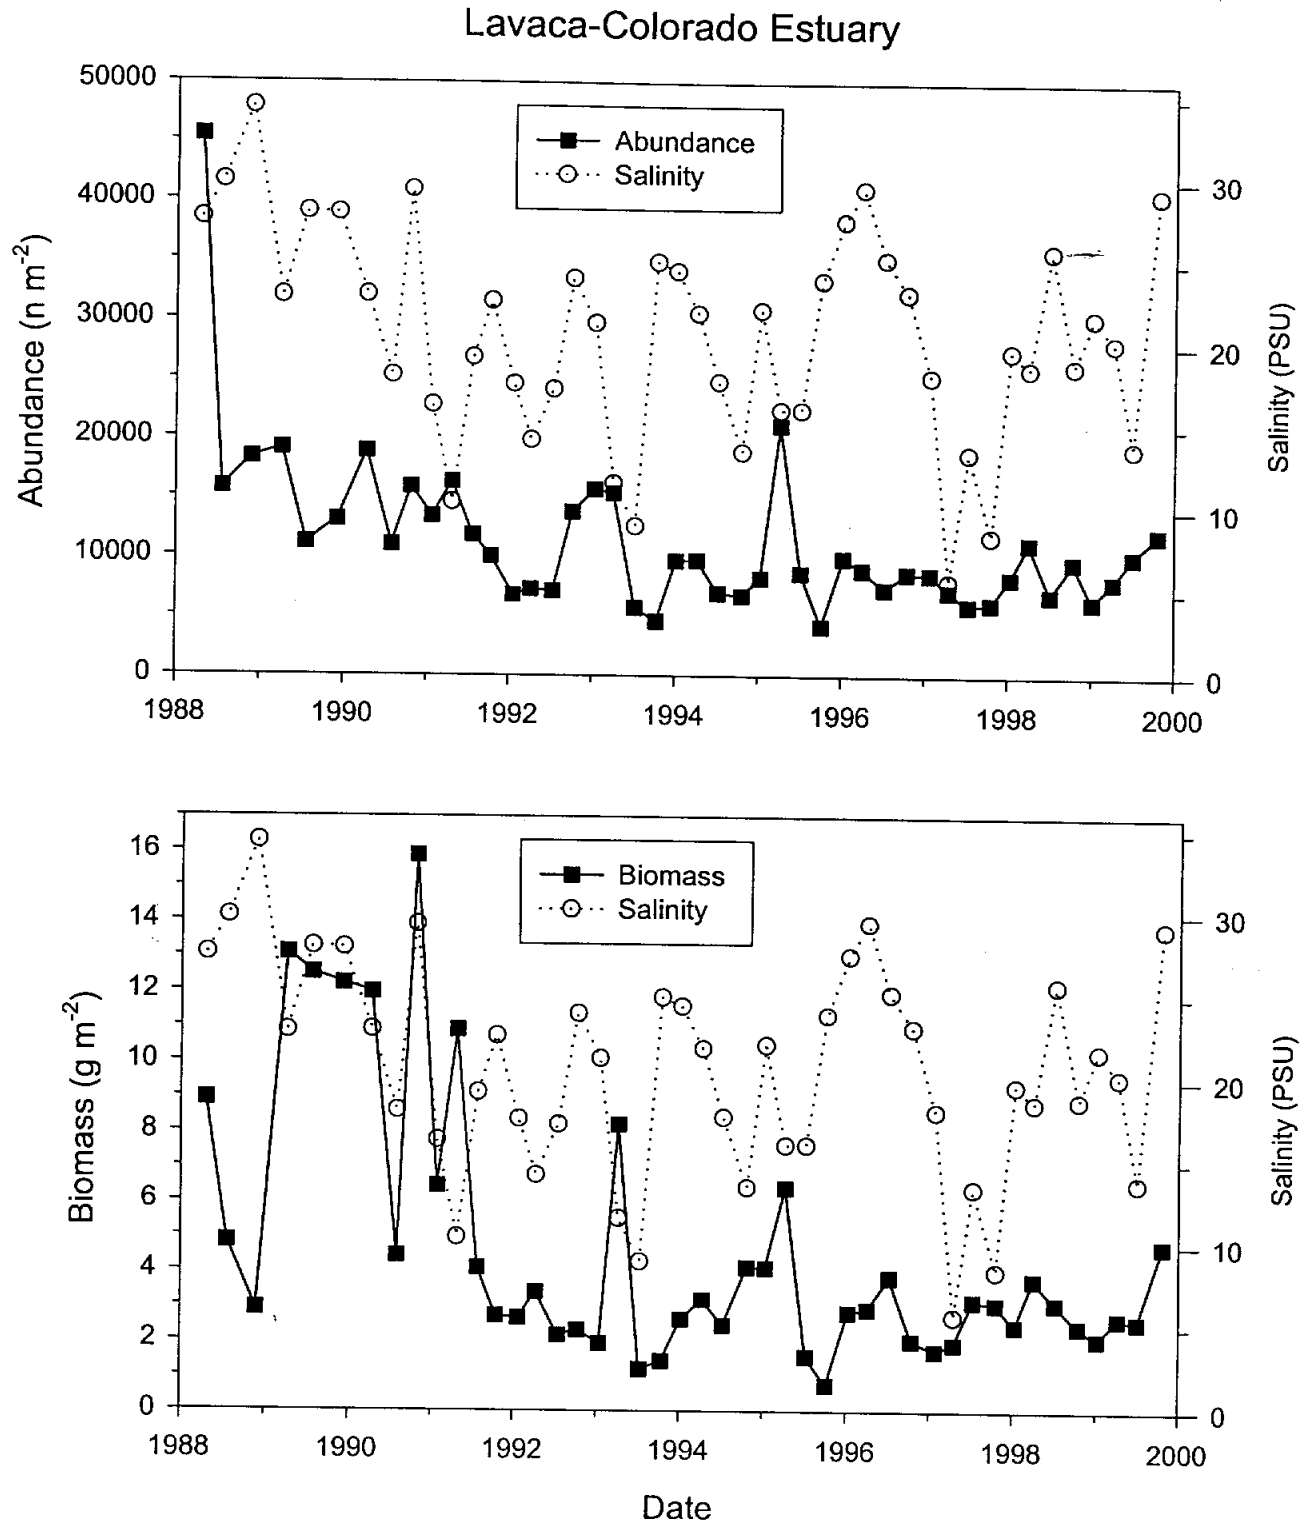 Lavaca-Colorado Estuary
50000
40000
30000
20000
10000
0
Abundance (n m-2)
Abundance
Salinity
30
20
10
0
Salinity (PSU)
1988 1990 1992 1994 1996 1998 2000
16
14
12
10
8
6
4
2
0
Biomass (g m-2)
Biomass
Salinity
30
20
10
0
Salinity (PSU)
1988 1990 1992 1994 1996 1998 2000
Date